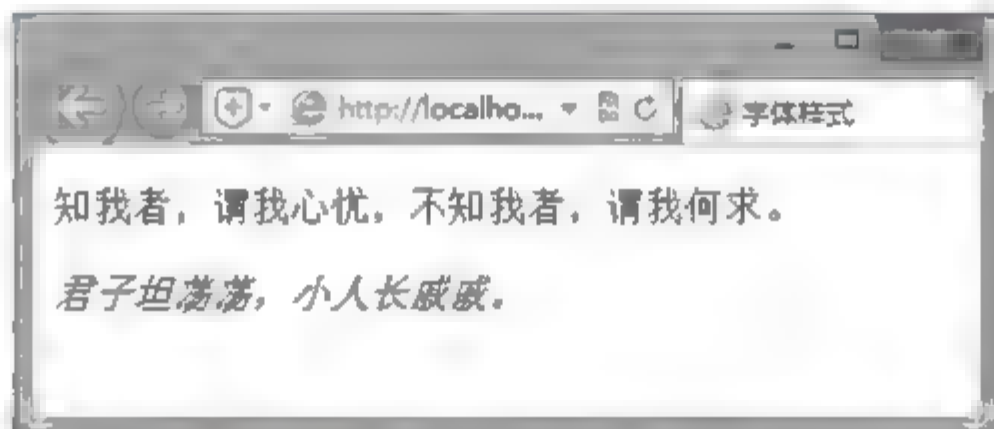 http://localho...
字体样式
知我者，谓我心忧。不知我者，谓我何求。
君子坦荡荡，小人长戚戚。